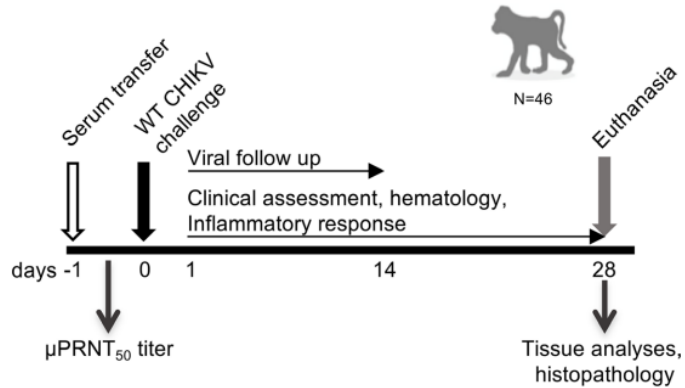 Serum transfer
WT CHIKV
challenge
N=46
Euthanasia
Viral follow up
Clinical assessment, hematology,
Inflammatory response
days -1 0 1 14 28
µPRNT50 titer
Tissue analyses,
histopathology